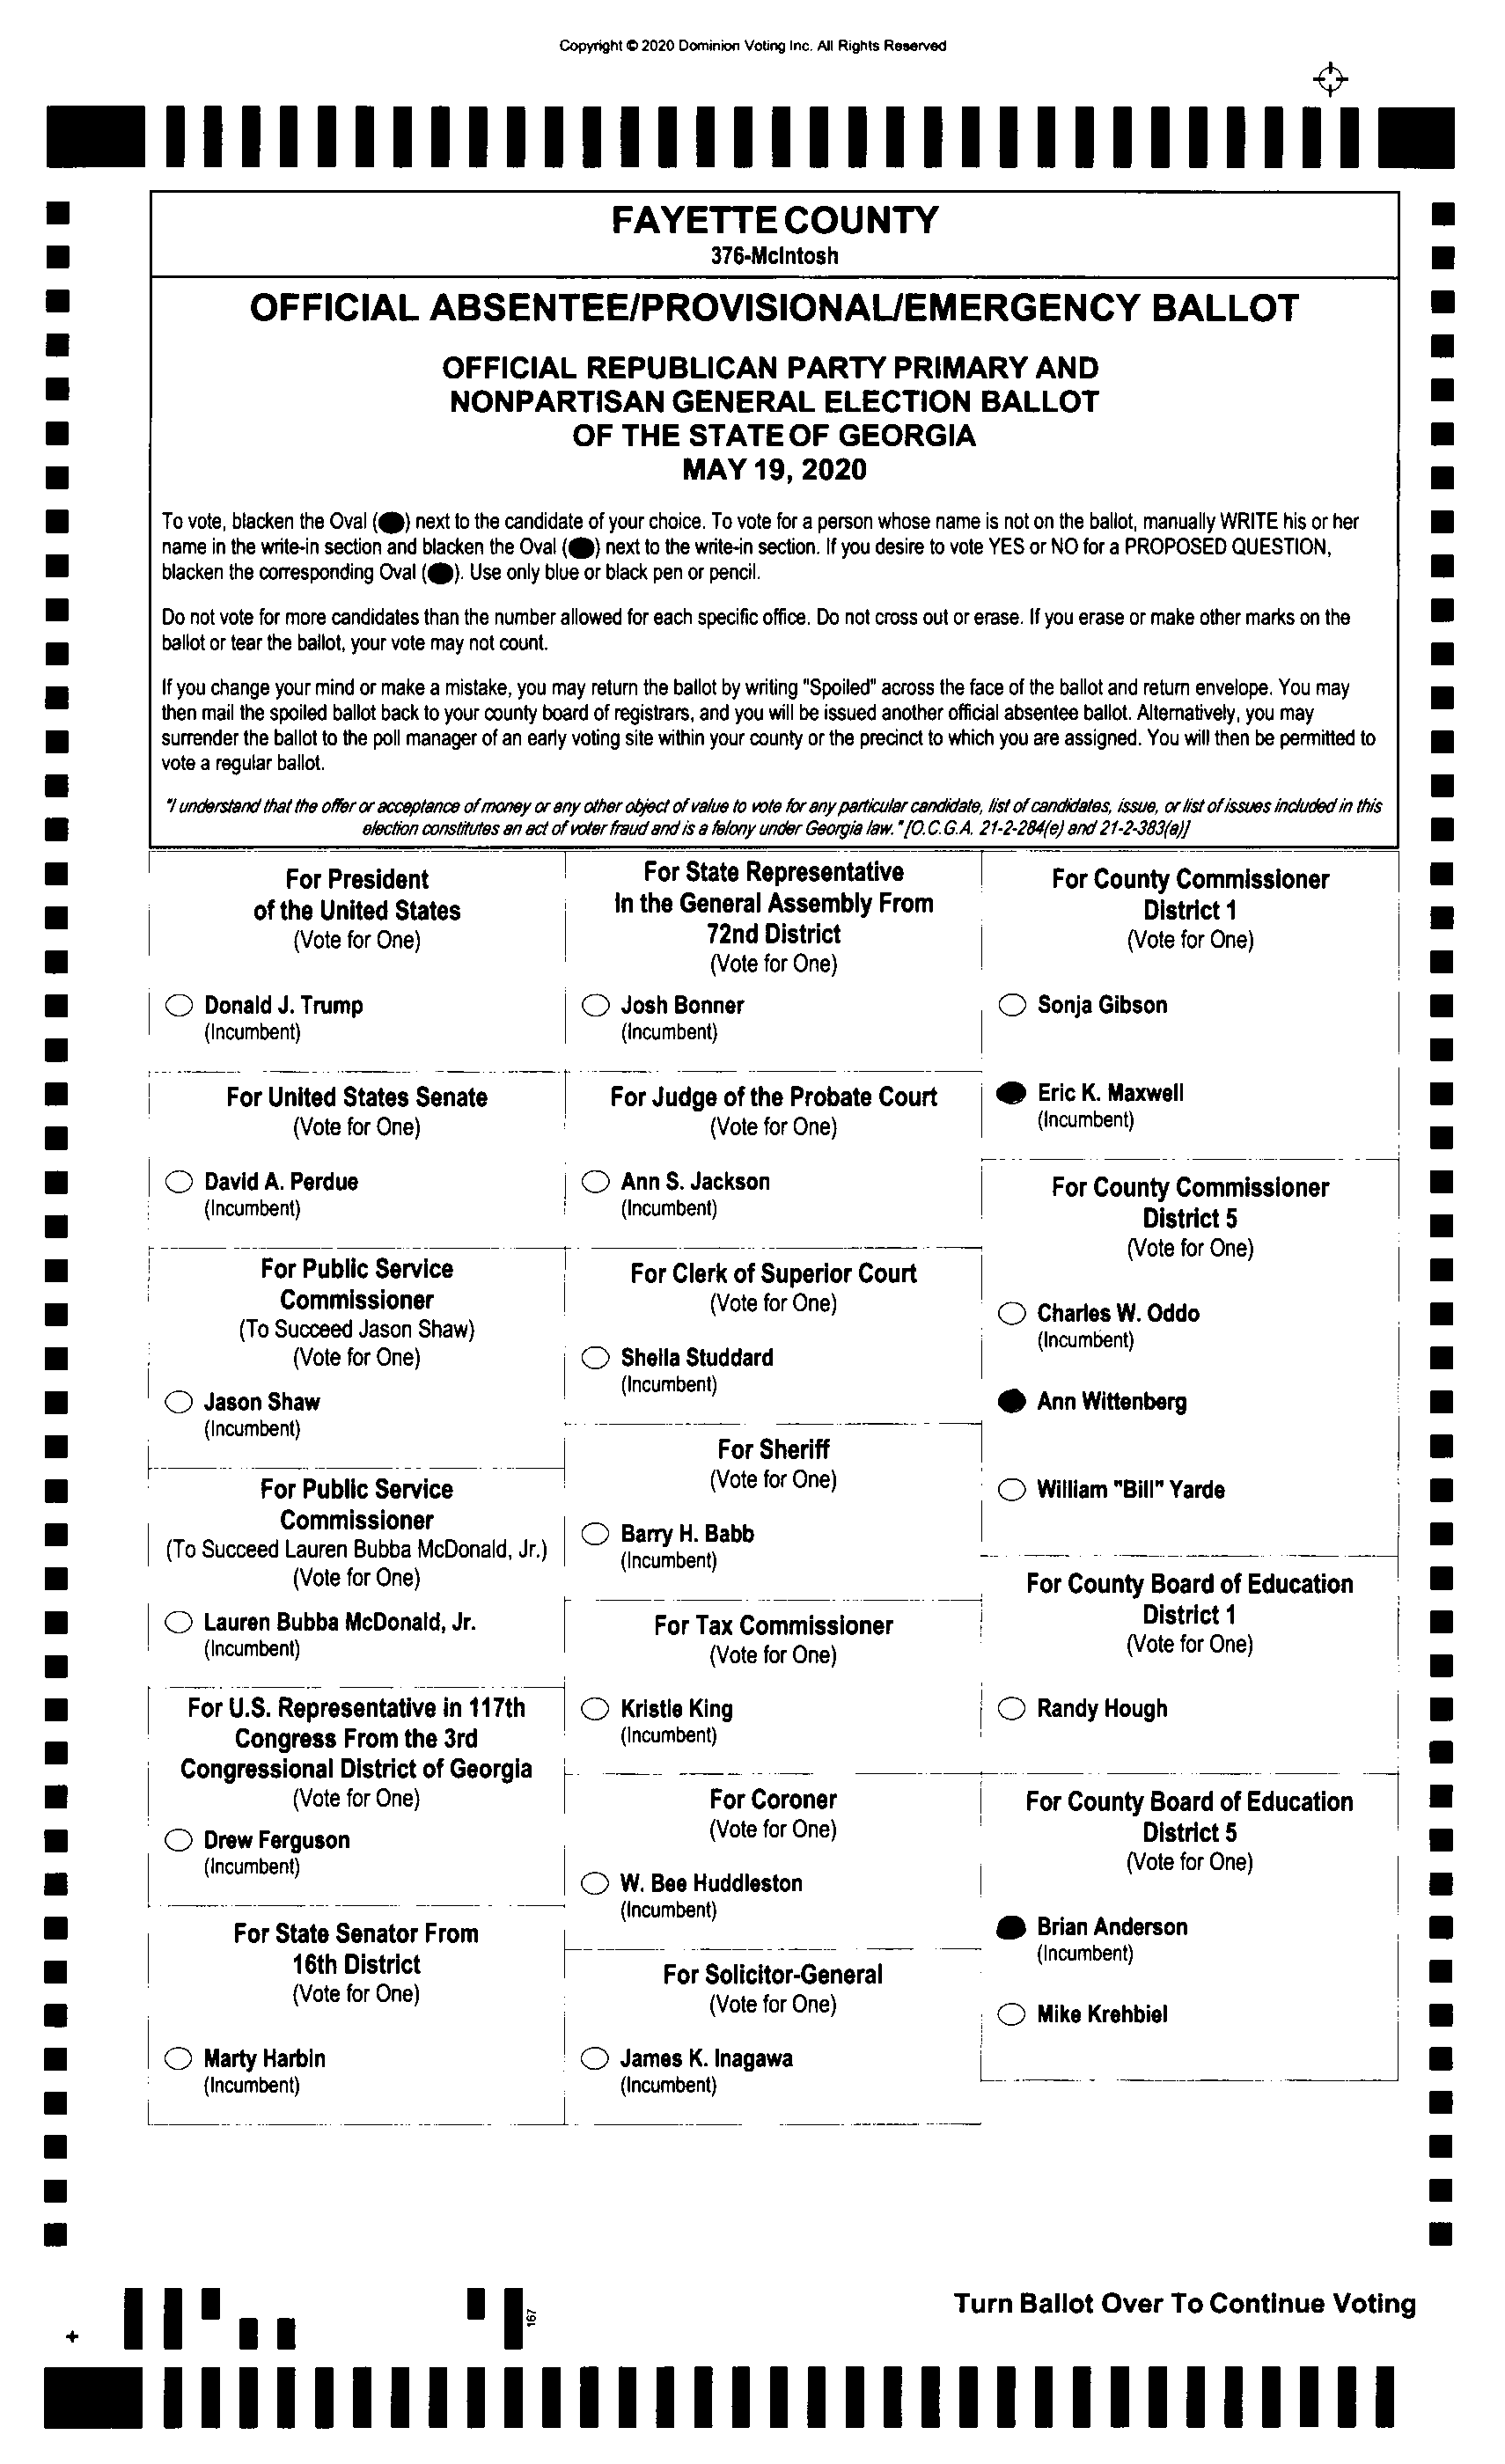 Copyright © 2020 Dominion Voting Inc. All Rights Reserved
FAYETTE COUNTY
376-McIntosh
OFFICIAL ABSENTEE/PROVISIONAL/EMERGENCY BALLOT
OFFICIAL REPUBLICAN PARTY PRIMARY AND
NONPARTISAN GENERAL ELECTION BALLOT
OF THE STATE OF GEORGIA
MAY 19, 2020
To vote, blacken the Oval ( ) next to the candidate of your choice. To vote for a person whose name is not on the ballot, manually WRITE his or her
name in the write-in section and blacken the Oval ( ) next to the write-in section. If you desire to vote YES or NO for a PROPOSED QUESTION,
blacken the corresponding Oval ( ). Use only blue or black pen or pencil.
Do not vote for more candidates than the number allowed for each specific office. Do not cross out or erase. If you erase or make other marks on the
ballot or tear the ballot, your vote may not count.
If you change your mind or make a mistake, you may return the ballot by writing "Spoiled" across the face of the ballot and return envelope. You may
then mail the spoiled ballot back to your county board of registrars, and you will be issued another official absentee ballot. Alternatively, you may
surrender the ballot to the poll manager of an early voting site within your county or the precinct to which you are assigned. You will then be permitted to
vote a regular ballot.
"I understand that the offer or acceptance of money or any other object of value to vote for any particular candidate, list of candidates, issue, or list of issues included in this
election constitutes an act of voter fraud and is a felony under Georgia law." [O.C.G.A. 21-2-284(e) and 21-2-383(a)]
For President
of the United States
(Vote for One)
Donald J. Trump
(Incumbent)
For United States Senate
(Vote for One)
David A. Perdue
(Incumbent)
For Public Service
Commissioner
(To Succeed Jason Shaw)
(Vote for One)
Jason Shaw
(Incumbent)
For Public Service
Commissioner
(To Succeed Lauren Bubba McDonald, Jr.)
(Vote for One)
Lauren Bubba McDonald, Jr.
(Incumbent)
For U.S. Representative in 117th
Congress From the 3rd
Congressional District of Georgia
(Vote for One)
Drew Ferguson
(Incumbent)
For State Senator From
16th District
(Vote for One)
Marty Harbin
(Incumbent)
For State Representative
In the General Assembly From
72nd District
(Vote for One)
Josh Bonner
(Incumbent)
For Judge of the Probate Court
(Vote for One)
Ann S. Jackson
(Incumbent)
For Clerk of Superior Court
(Vote for One)
Sheila Studdard
(Incumbent)
For Sheriff
(Vote for One)
Barry H. Babb
(Incumbent)
For Tax Commissioner
(Vote for One)
Kristie King
(Incumbent)
For Coroner
(Vote for One)
W. Bee Huddleston
(Incumbent)
For Solicitor-General
(Vote for One)
James K. Inagawa
(Incumbent)
For County Commissioner
District 1
(Vote for One)
Sonja Gibson
Eric K. Maxwell
(Incumbent)
For County Commissioner
District 5
(Vote for One)
Charles W. Oddo
(Incumbent)
Ann Wittenberg
William "Bill" Yarde
For County Board of Education
District 1
(Vote for One)
Randy Hough
For County Board of Education
District 5
(Vote for One)
Brian Anderson
(Incumbent)
Mike Krehbiel
Turn Ballot Over To Continue Voting
167
+